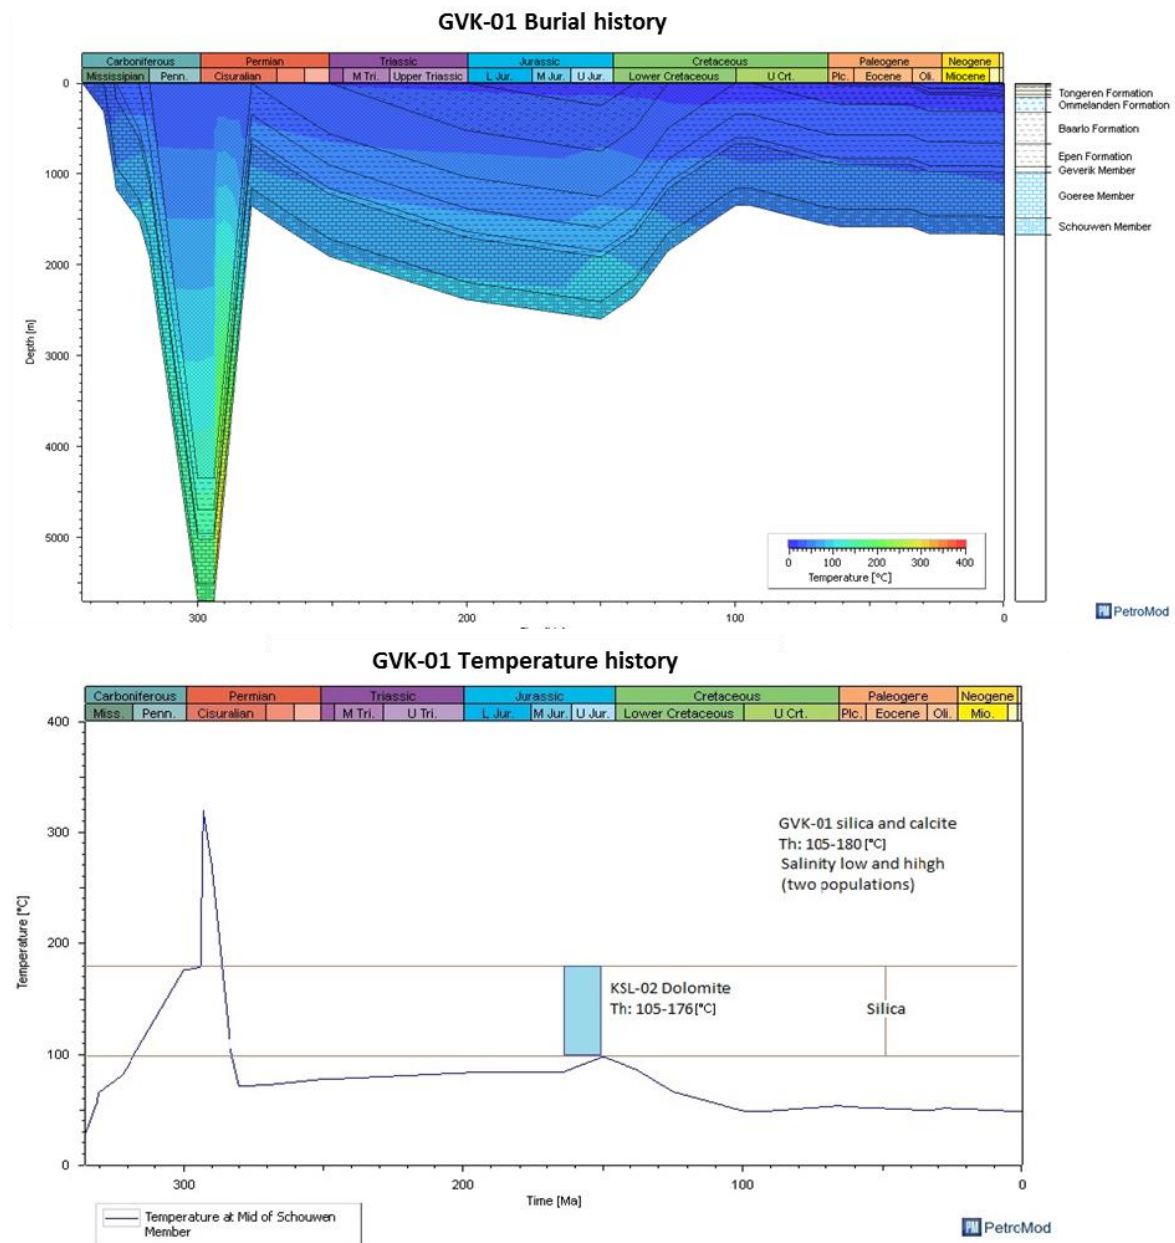 GVK-01 Burial history
Carboniferous Permian Triassic Jurassic Cretaceous Paleogene Neogene
Mississipian Penn. Cisuralian M Tri. Upper Triassic L Jur. M Jur. U Jur. Lower Cretaceous U Crt. Plc. Eocene Oli. Miocene
0
1000
2000
3000
4000
5000
Depth [m]
Tongeren Formation
Ommelanden Formation
Baarlo Formation
Epen Formation
Geverik Member
Goeree Member
Schouwen Member
0 100 200 300 400
Temperature [°C]
300 200 100 0
PM PetroMod
GVK-01 Temperature history
Carboniferous Permian Triassic Jurassic Cretaceous Paleogene Neogene
Miss. Penn. Cisuralian M Tri. U Tri. L Jur. M Jur. U Jur. Lower Cretaceous U Crt. Plc. Eocene Oli. Mio.
400
300
200
100
0
Temperature [°C]
GVK-01 silica and calcite
Th: 105-180 [°C]
Salinity low and hihgh
(two populations)
KSL-02 Dolomite
Th: 105-176[°C]
Silica
300 200 100 0
Time [Ma]
Temperature at Mid of Schouwen
Member
PM PetroMod